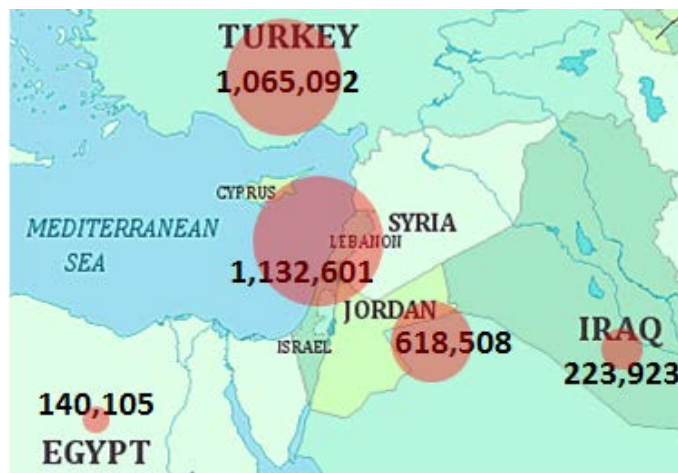 TURKEY
1,065,092
CYPRUS
MEDITERRANEAN
SEA
SYRIA
LEBANON
1,132,601
JORDAN
618,508
ISRAEL
IRAQ
223,923
140,105
EGYPT